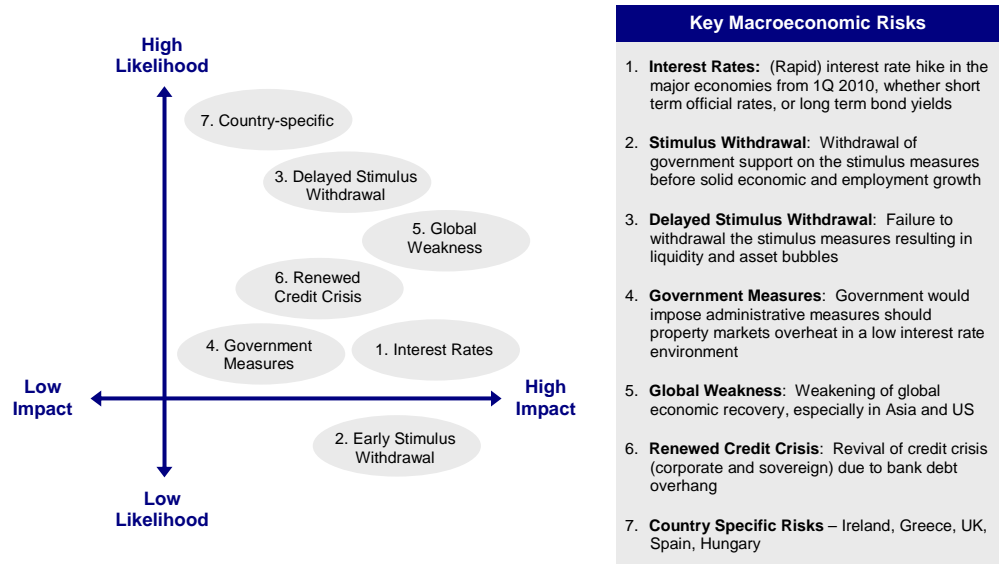 High
Likelihood
7. Country-specific
3. Delayed Stimulus
Withdrawal
5. Global
Weakness
6. Renewed
Credit Crisis
4. Government
Measures
1. Interest Rates
Low
Impact
High
Impact
2. Early Stimulus
Withdrawal
Low
Likelihood
Key Macroeconomic Risks
1. Interest Rates: (Rapid) interest rate hike in the
major economies from 1Q 2010, whether short
term official rates, or long term bond yields
2. Stimulus Withdrawal: Withdrawal of
government support on the stimulus measures
before solid economic and employment growth
3. Delayed Stimulus Withdrawal: Failure to
withdrawal the stimulus measures resulting in
liquidity and asset bubbles
4. Government Measures: Government would
impose administrative measures should
property markets overheat in a low interest rate
environment
5. Global Weakness: Weakening of global
economic recovery, especially in Asia and US
6. Renewed Credit Crisis: Revival of credit crisis
(corporate and sovereign) due to bank debt
overhang
7. Country Specific Risks – Ireland, Greece, UK,
Spain, Hungary